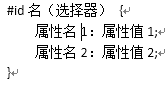 #id 名（选择器） {
属性名 1：属性值 1;
属性名 2：属性值 2;
}